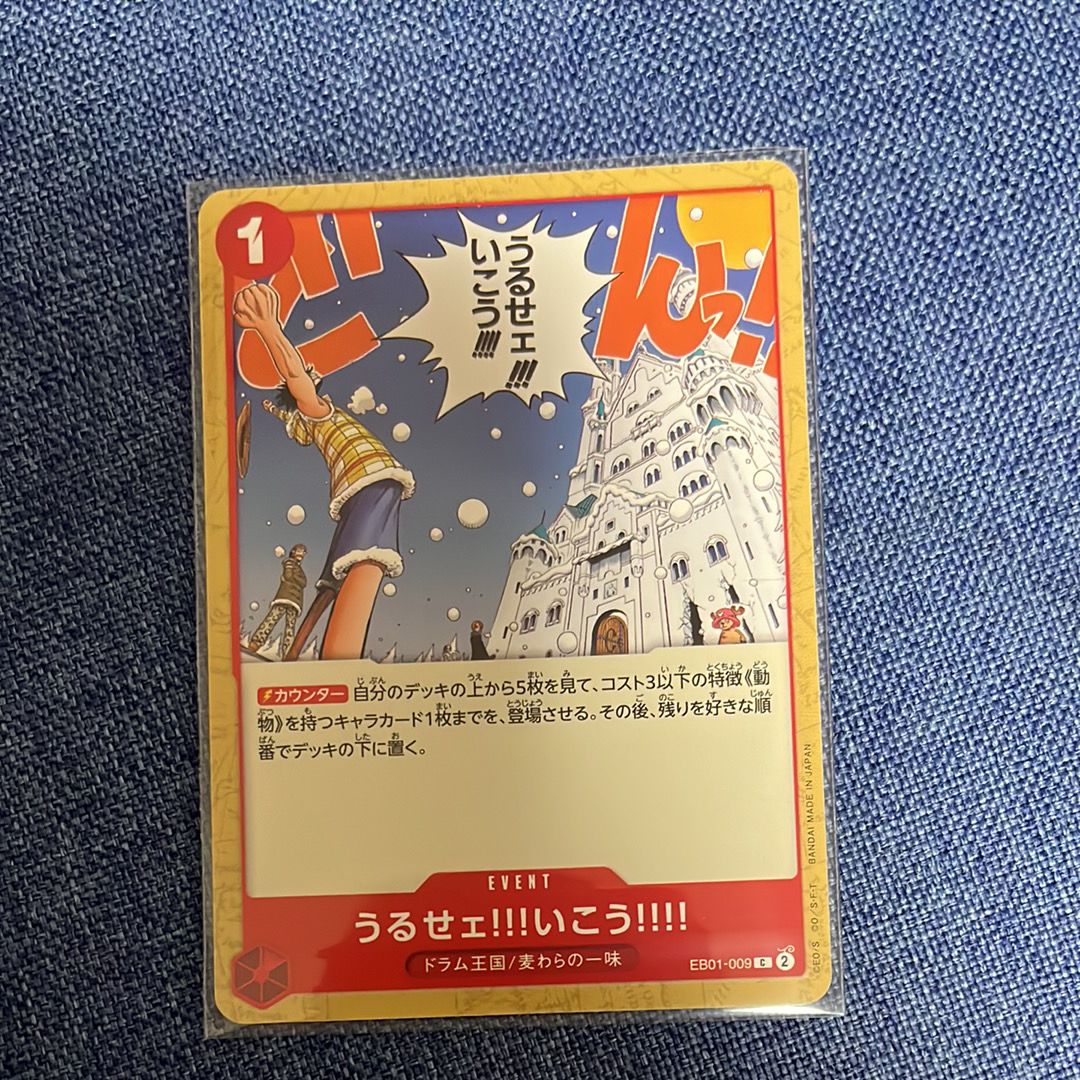 1
ど
んっ!
うるせェ!!!
いこう!!!!
カウンター 自分のデッキの上から5枚を見て、コスト3以下の特徴《動
物》を持つキャラカード1枚までを、登場させる。その後、残りを好きな順
番でデッキの下に置く。
EVENT
うるせェ!!!いこう!!!!
ドラム王国/麦わらの一味
EB01-009 C 2
©E.O/S. ©O/S・F・T BANDAI MADE IN JAPAN